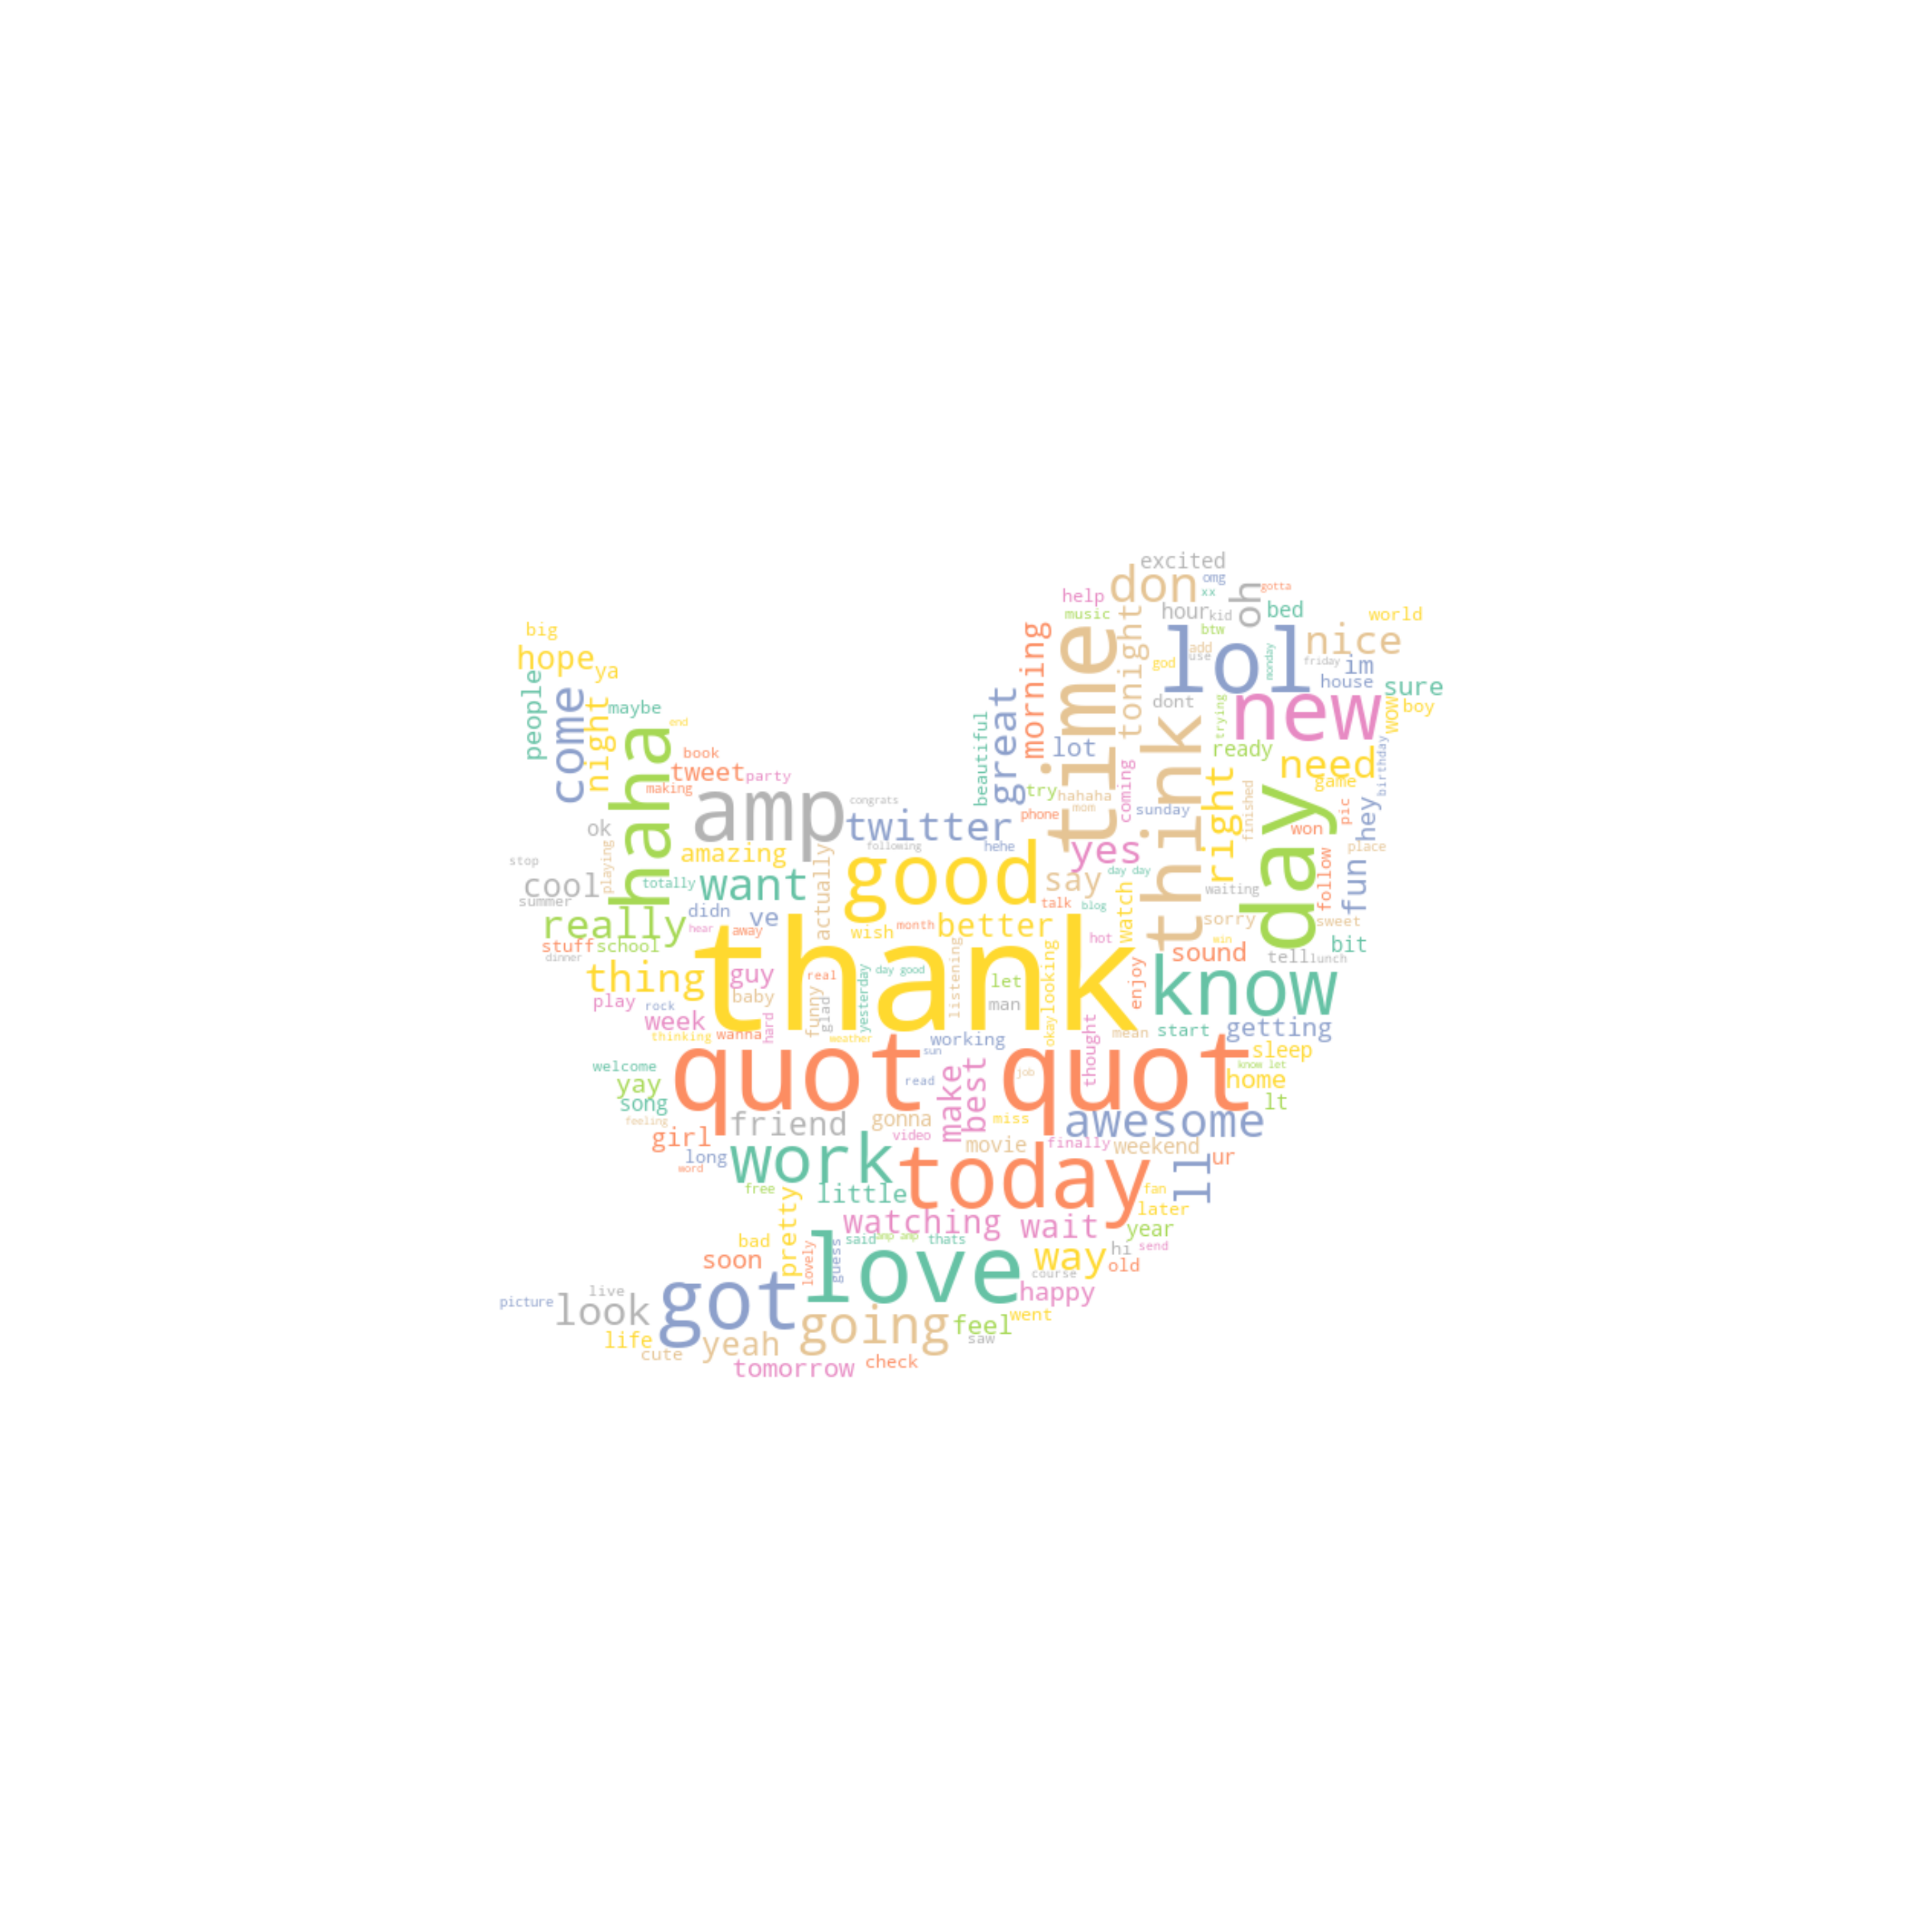 excited
don
omg
gotta
help
xx
oh
music
hour
kid
bed
world
big
btw
nice
hope
ya
morning
time
tonight
god
add
use
lol
monday
friday
im
house
sure
people
come
night
maybe
end
haha
beautiful
great
lot
dont
trying
new
wow
boy
ready
need
game
birthday
book
tweet
party
making
amp
congrats
twitter
try
hahaha
mom
phone
coming
sunday
think
right
finished
day
won
pic
hey
place
ok
playing
amazing
actually
following
hehe
good
yes
say
day day
stop
cool
summer
totally
want
talk
blog
watch
waiting
follow
fun
really
didn
ve
wish
month
better
hot
sorry
sweet
bit
stuff
school
hear
away
thank
min
sound
tell
lunch
dinner
thing
guy
real
day good
listening
let
looking
enjoy
know
play
rock
baby
funny
glad
yesterday
man
week
wanna
hard
thinking
weather
working
sun
okay
thought
mean
start
getting
sleep
know let
home
lt
welcome
yay
song
feeling
quot quot
read
make
best
job
friend
gonna
miss
awesome
girl
video
movie
finally
weekend
ur
long
word
work
today
ll
free
little
fan
later
pretty
watching
wait
year
bad
soon
lovely
guess
said
amp amp
thats
love
way
hi
send
old
course
happy
picture
live
look
got
going
feel
went
saw
life
cute
yeah
tomorrow
check